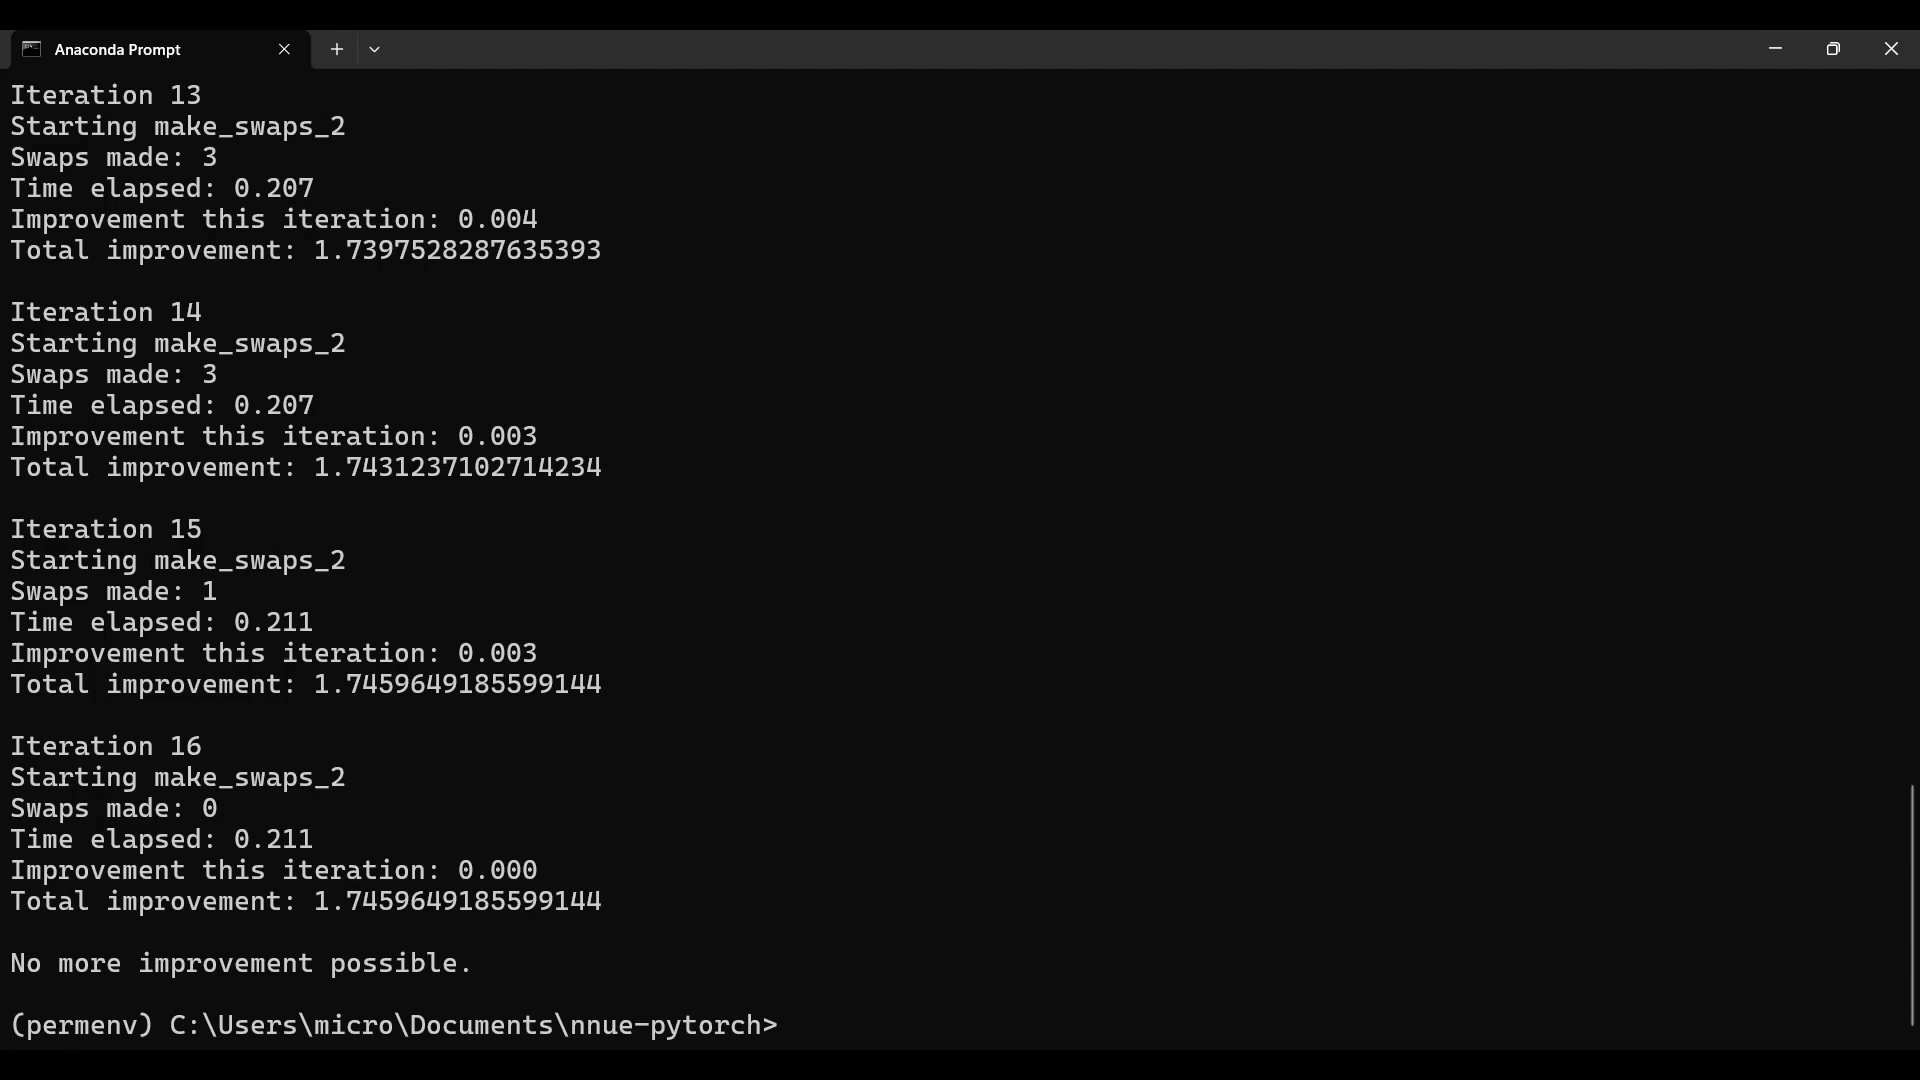 Anaconda Prompt
Iteration 13
Starting make_swaps_2
Swaps made: 3
Time elapsed: 0.207
Improvement this iteration: 0.004
Total improvement: 1.7397528287635393
Iteration 14
Starting make_swaps_2
Swaps made: 3
Time elapsed: 0.207
Improvement this iteration: 0.003
Total improvement: 1.7431237102714234
Iteration 15
Starting make_swaps_2
Swaps made: 1
Time elapsed: 0.211
Improvement this iteration: 0.003
Total improvement: 1.7459649185599144
Iteration 16
Starting make_swaps_2
Swaps made: 0
Time elapsed: 0.211
Improvement this iteration: 0.000
Total improvement: 1.7459649185599144
No more improvement possible.
(permenv) C:\Users\micro\Documents\nnue-pytorch>